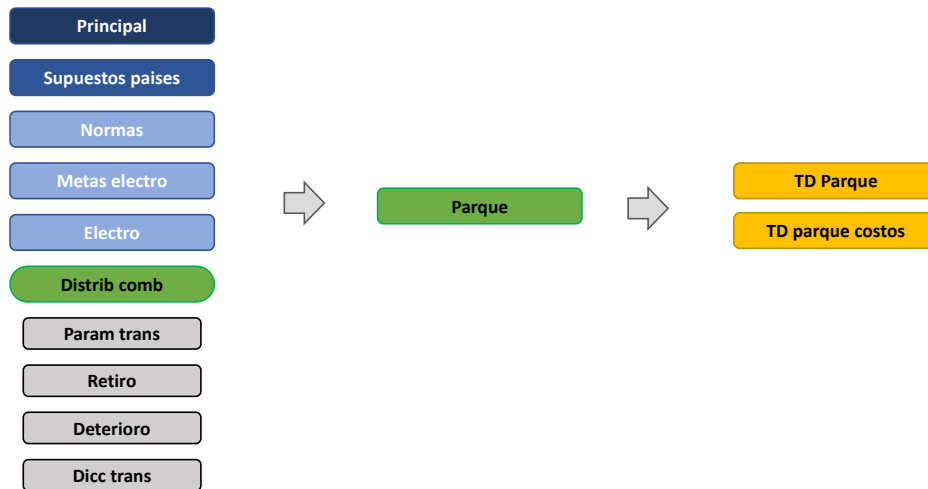 Principal
Supuestos paises
Normas
Metas electro
Electro
Distrib comb
Param trans
Retiro
Deterioro
Dicc trans
Parque
TD Parque
TD parque costos